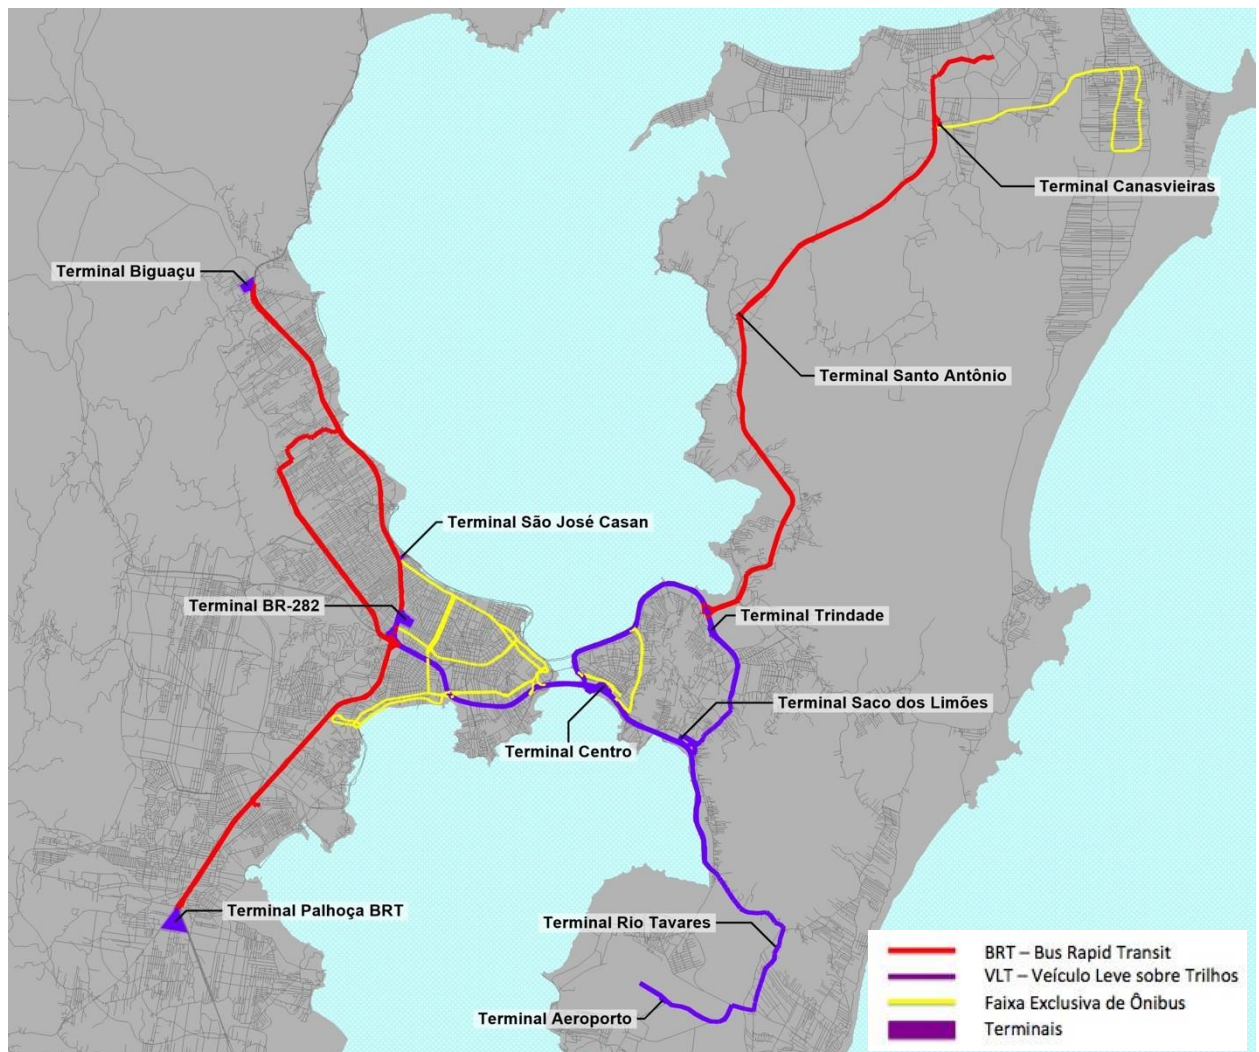 Terminal Canasvieiras
Terminal Biguaçu
Terminal Santo Antônio
Terminal São José Casan
Terminal BR-282
Terminal Trindade
Terminal Saco dos Limões
Terminal Centro
Terminal Palhoça BRT
Terminal Rio Tavares
Terminal Aeroporto
BRT – Bus Rapid Transit
VLT – Veículo Leve sobre Trilhos
Faixa Exclusiva de Ônibus
Terminais